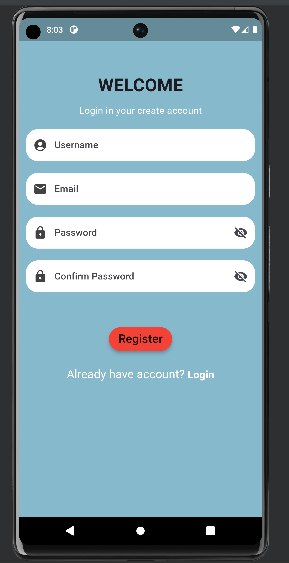 8:03
WELCOME
Login in your create account
Username
Email
Password
Confirm Password
Register
Already have account? Login